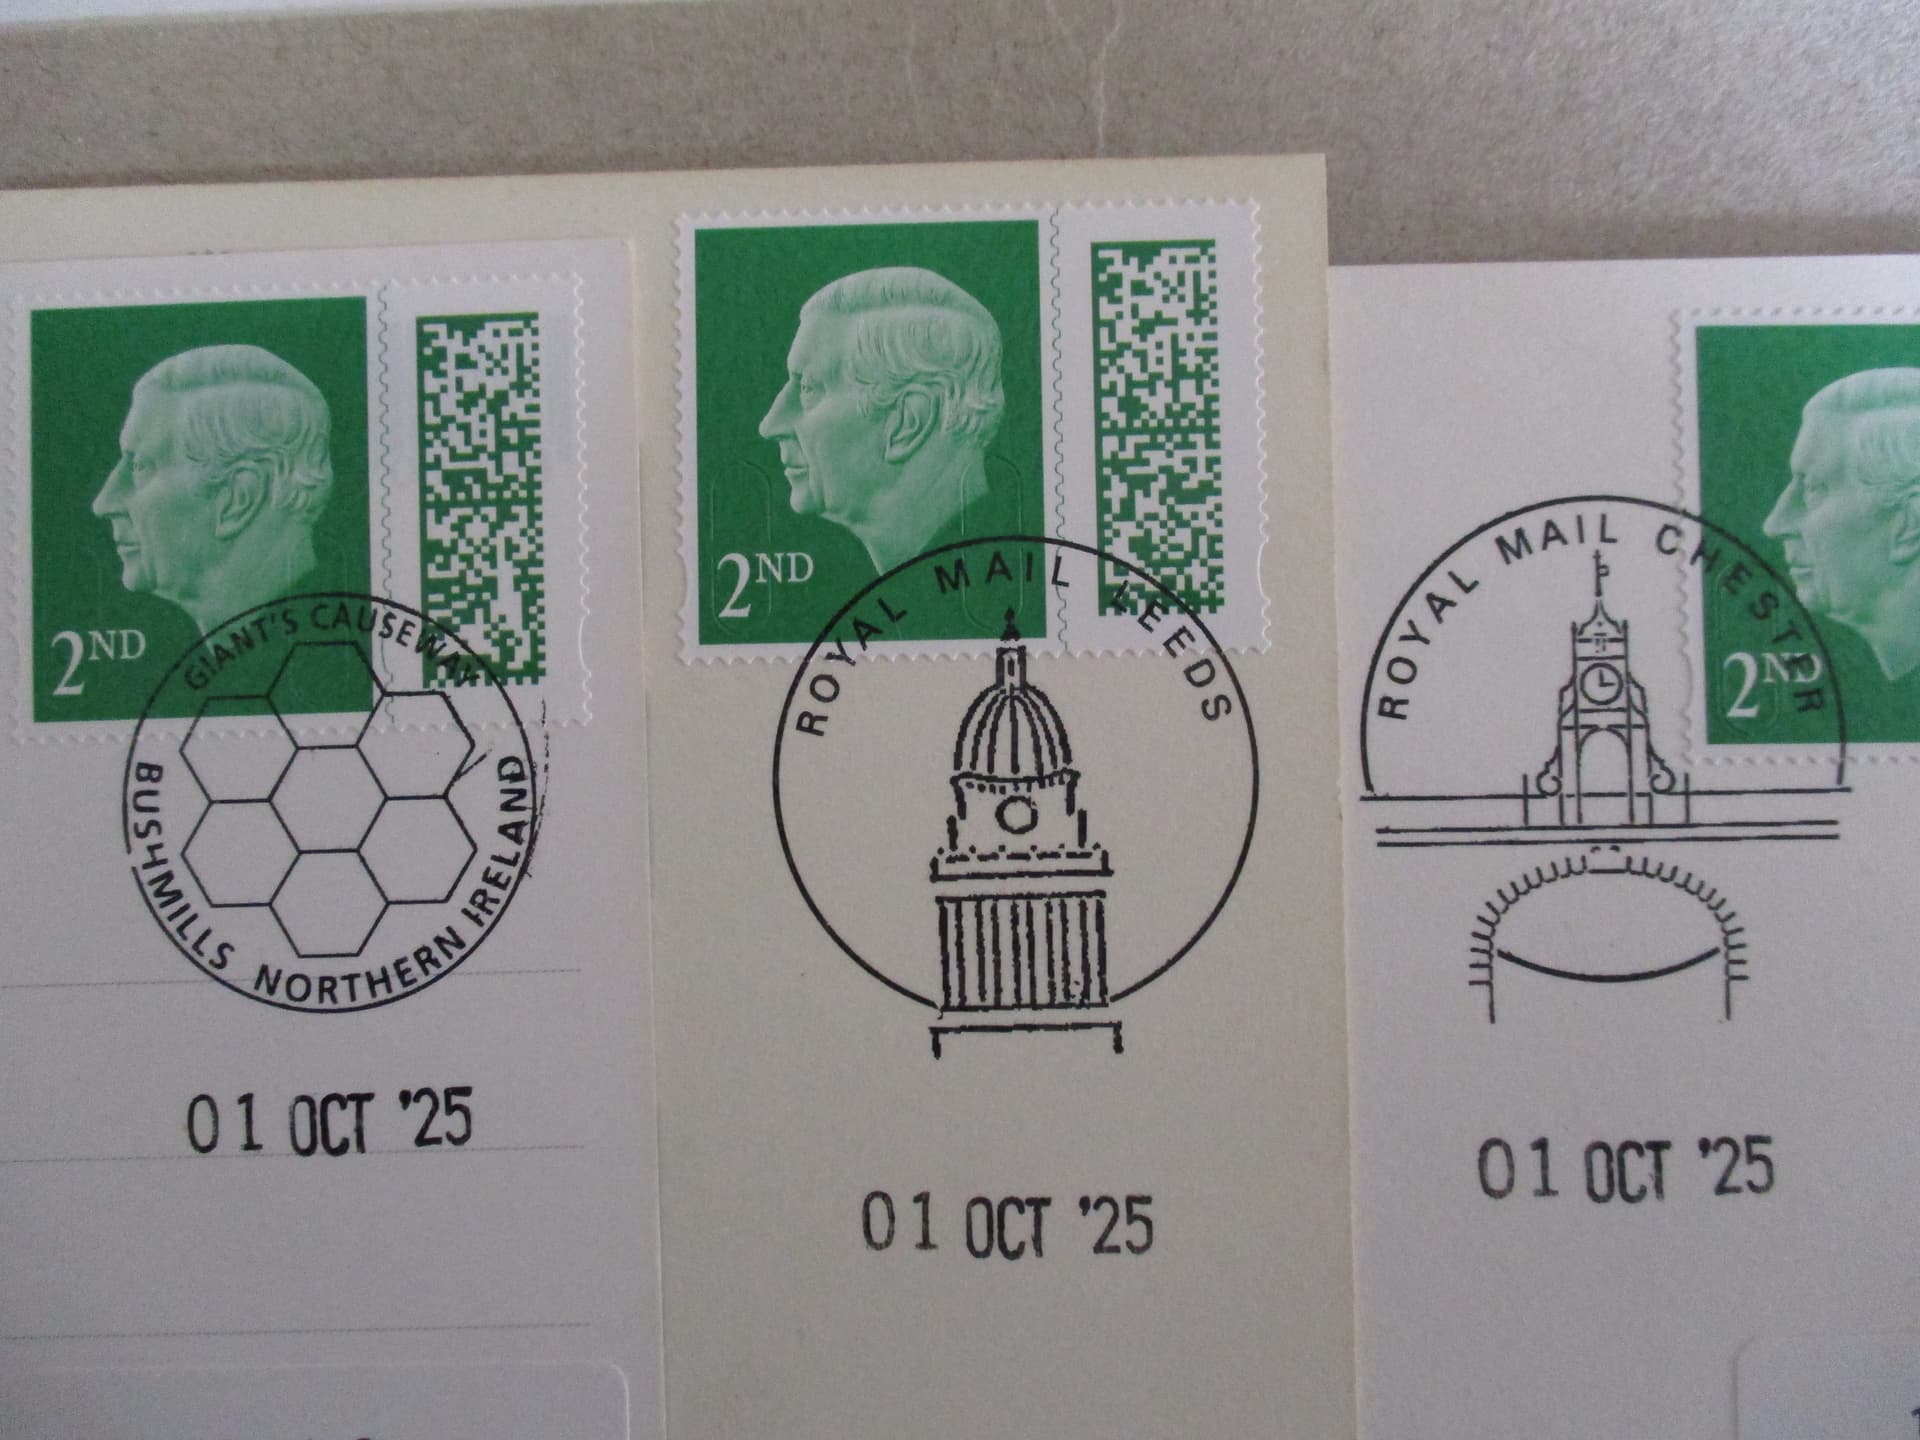 2ND
GIANT'S CAUSEWAY
BUSHMILLS NORTHERN IRELAND
01 OCT '25
2ND
ROYAL MAIL LEEDS
01 OCT '25
2ND
ROYAL MAIL CHESTER
01 OCT '25